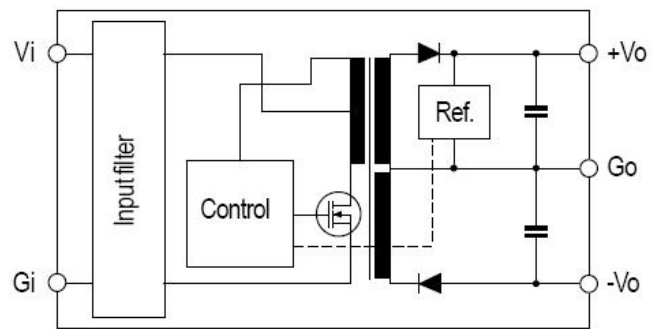 Vi
Gi
Input filter
Control
Ref.
+Vo
Go
-Vo